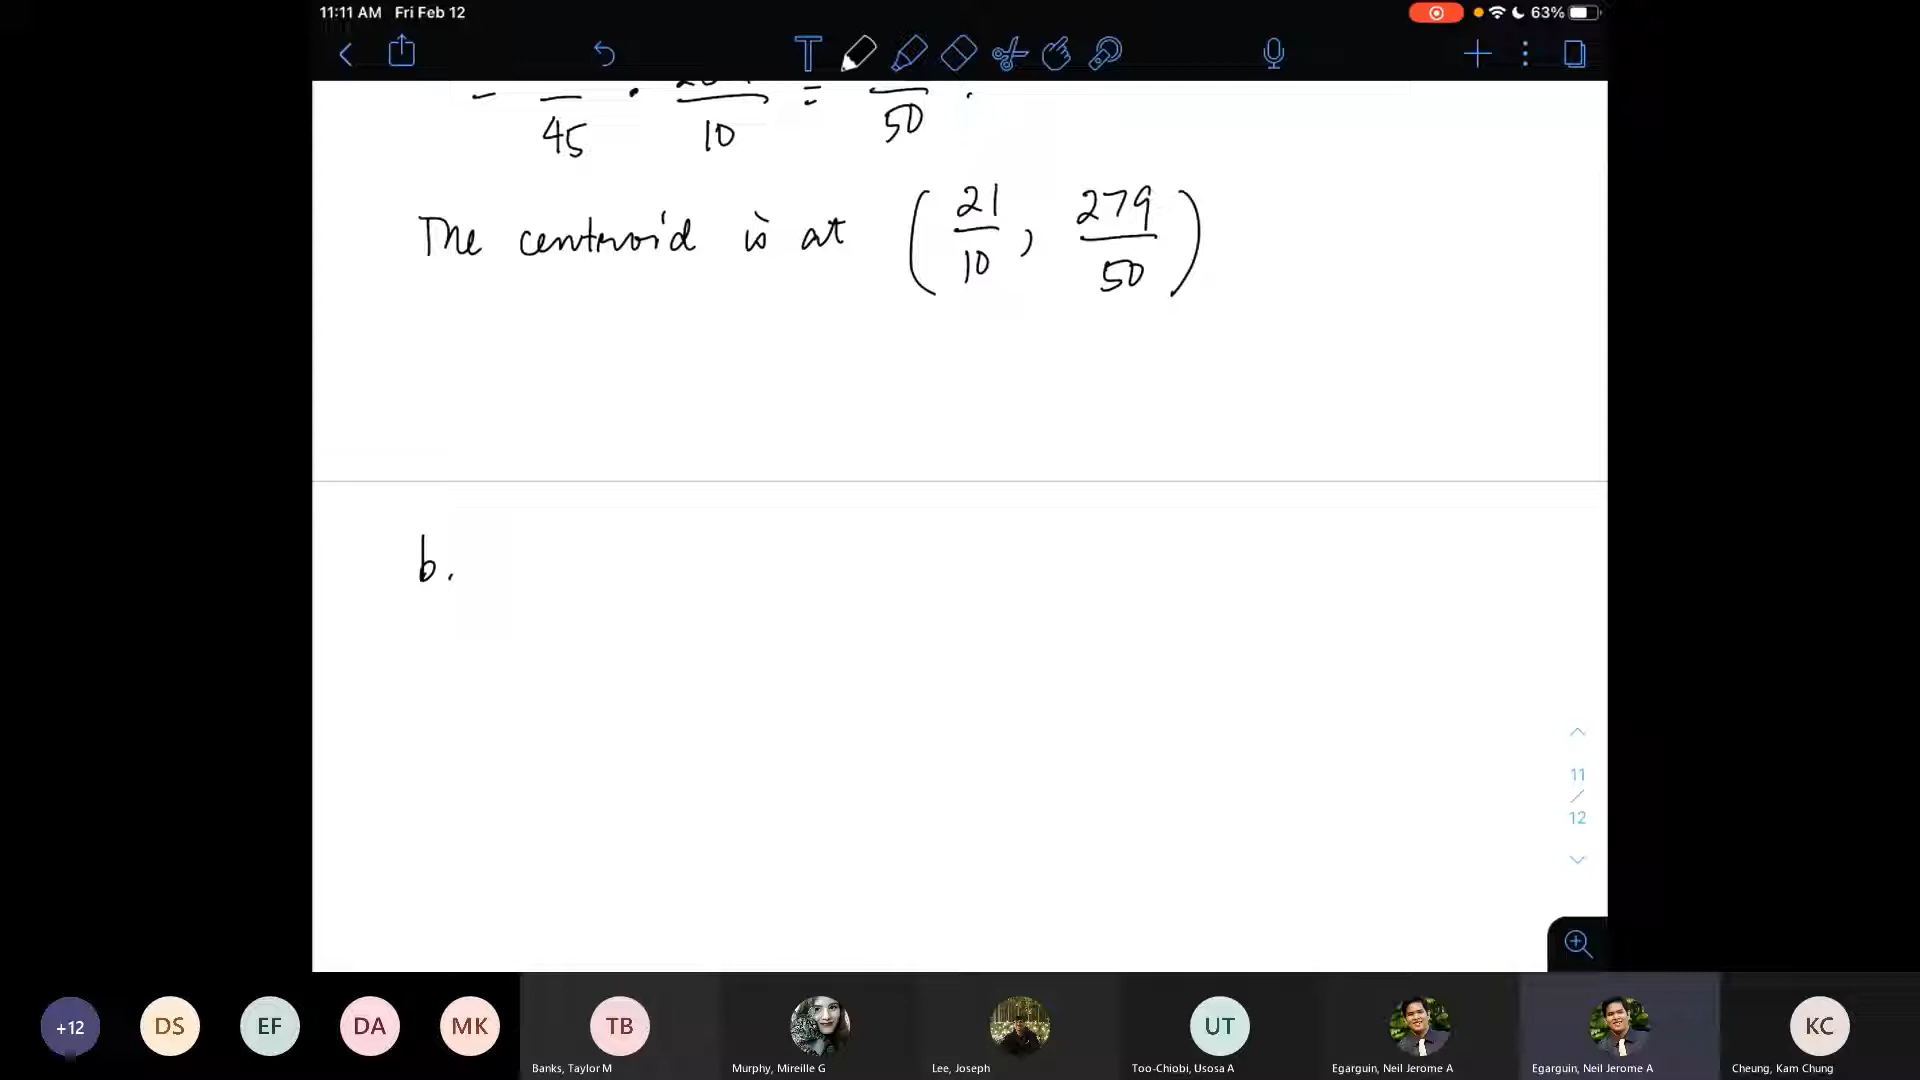 11:11 AM Fri Feb 12
63%
T
- — · —/10 = —/50 .
45
The centroid is at ( 21/10 , 279/50 )
b.
11
/
12
+12 DS EF DA MK TB UT KC
Banks, Taylor M Murphy, Mireille G Lee, Joseph Too-Chiobi, Usosa A Egarguin, Neil Jerome A Egarguin, Neil Jerome A Cheung, Kam Chung